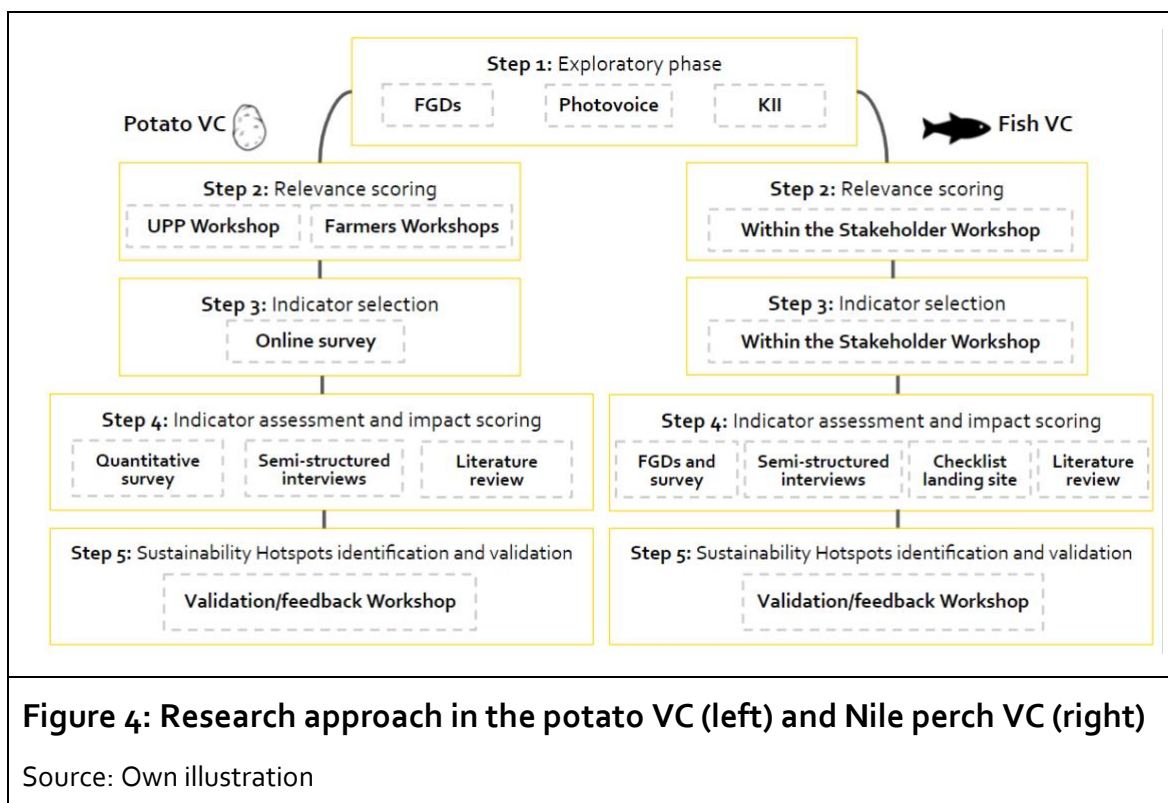 Step 1: Exploratory phase
FGDs
Photovoice
KII
Potato VC
Fish VC
Step 2: Relevance scoring
UPP Workshop
Farmers Workshops
Step 2: Relevance scoring
Within the Stakeholder Workshop
Step 3: Indicator selection
Online survey
Step 3: Indicator selection
Within the Stakeholder Workshop
Step 4: Indicator assessment and impact scoring
Quantitative
survey
Semi-structured
interviews
Literature
review
Step 4: Indicator assessment and impact scoring
FGDs and
survey
Semi-structured
interviews
Checklist
landing site
Literature
review
Step 5: Sustainability Hotspots identification and validation
Validation/feedback Workshop
Step 5: Sustainability Hotspots identification and validation
Validation/feedback Workshop
Figure 4: Research approach in the potato VC (left) and Nile perch VC (right)
Source: Own illustration